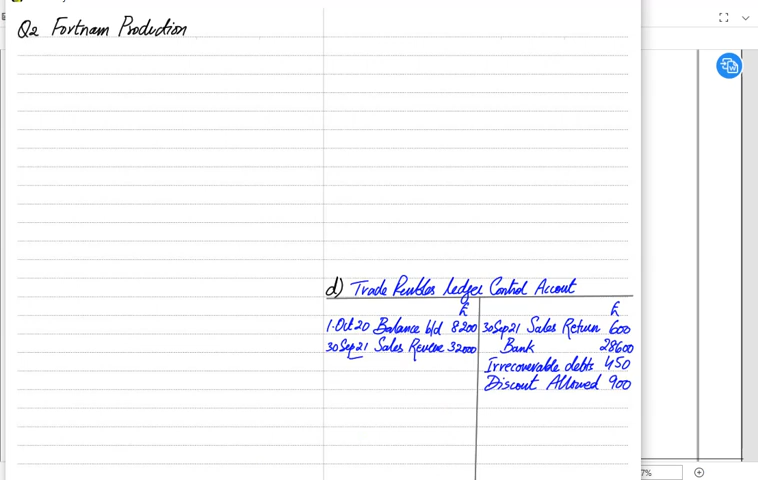 Q2 Fortnam Production
d) Trade Receivables Ledger Control Account
£ £
1.Oct 20 Balance b/d 8200 30 Sep 21 Sales Return 600
30 Sep 21 Sales Revenue 32000 Bank 28600
Irrecoverable debts 450
Discount Allowed 900
7%